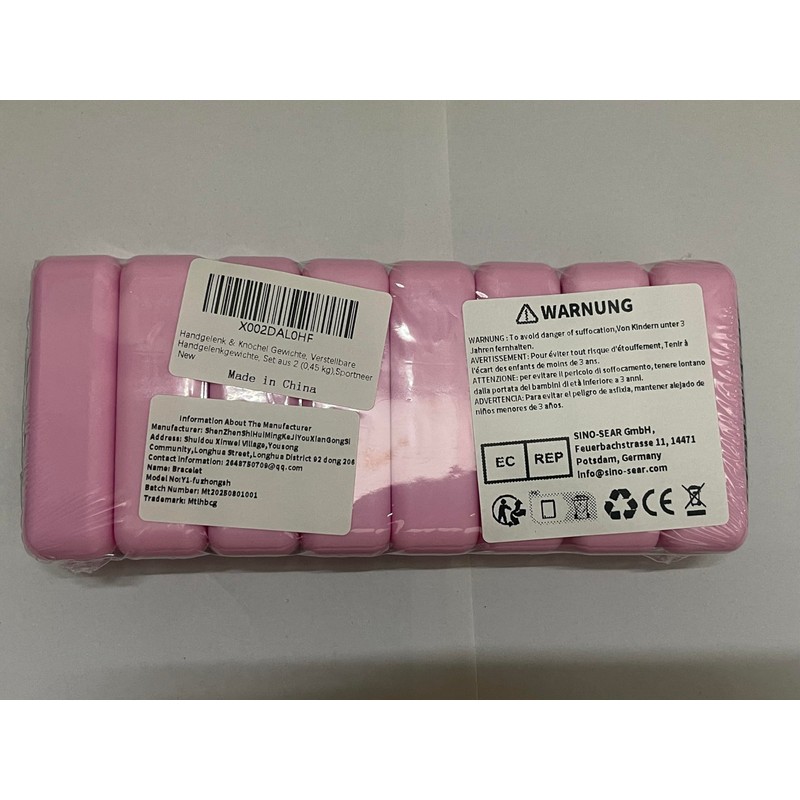 X002DAL0HF
Handgelenk & Knöchel Gewichte, Verstellbare
Handgelenkgewichte, Set aus 2 (0,45 kg),Sportneer
New
Made in China
Information About The Manufacturer
Manufacturer: ShenZhenShiHuiMingKeJiYouXianGongSi
Address: Shuidou Xinwei Village,Yousong
Community,Longhua Street,Longhua District 92 dong 206
Contact information: 2648750709@qq.com
Name: Bracelet
Model No:Y1-fuzhongsh
Batch Number: Mt20250801001
Trademark: Mtlhbcg
WARNUNG
WARNUNG : To avoid danger of suffocation,Von Kindern unter 3
Jahren fernhalten.
AVERTISSEMENT : Pour éviter tout risque d'étouffement, Tenir à
l'écart des enfants de moins de 3 ans.
ATTENZIONE: per evitare il pericolo di soffocamento, tenere lontano
dalla portata dei bambini di età inferiore a 3 anni.
ADVERTENCIA: Para evitar el peligro de asfixia, mantener alejado de
niños menores de 3 años.
EC REP
SINO-SEAR GmbH,
Feuerbachstrasse 11, 14471
Potsdam, Germany
info@sino-sear.com
CE